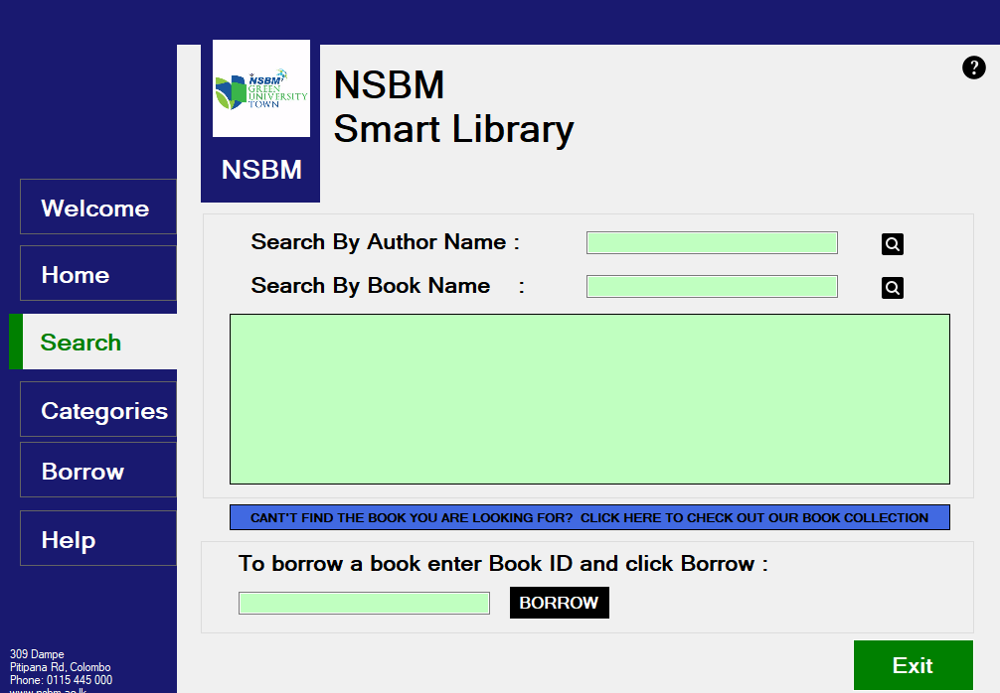 NSBM
GREEN
UNIVERSITY
TOWN
NSBM
NSBM
Smart Library
?
Welcome
Home
Search
Categories
Borrow
Help
Search By Author Name :
Search By Book Name :
CANT'T FIND THE BOOK YOU ARE LOOKING FOR? CLICK HERE TO CHECK OUT OUR BOOK COLLECTION
To borrow a book enter Book ID and click Borrow :
BORROW
Exit
309 Dampe
Pitipana Rd, Colombo
Phone: 0115 445 000